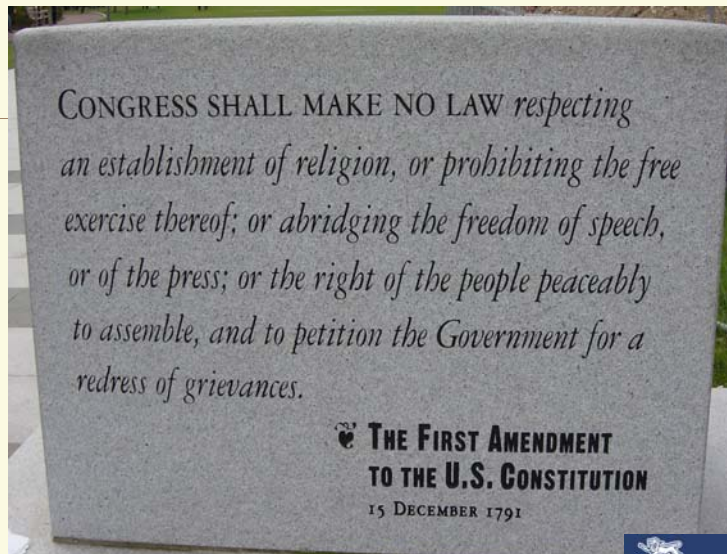 CONGRESS SHALL MAKE NO LAW respecting
an establishment of religion, or prohibiting the free
exercise thereof; or abridging the freedom of speech,
or of the press; or the right of the people peaceably
to assemble, and to petition the Government for a
redress of grievances.
THE FIRST AMENDMENT
TO THE U.S. CONSTITUTION
15 DECEMBER 1791